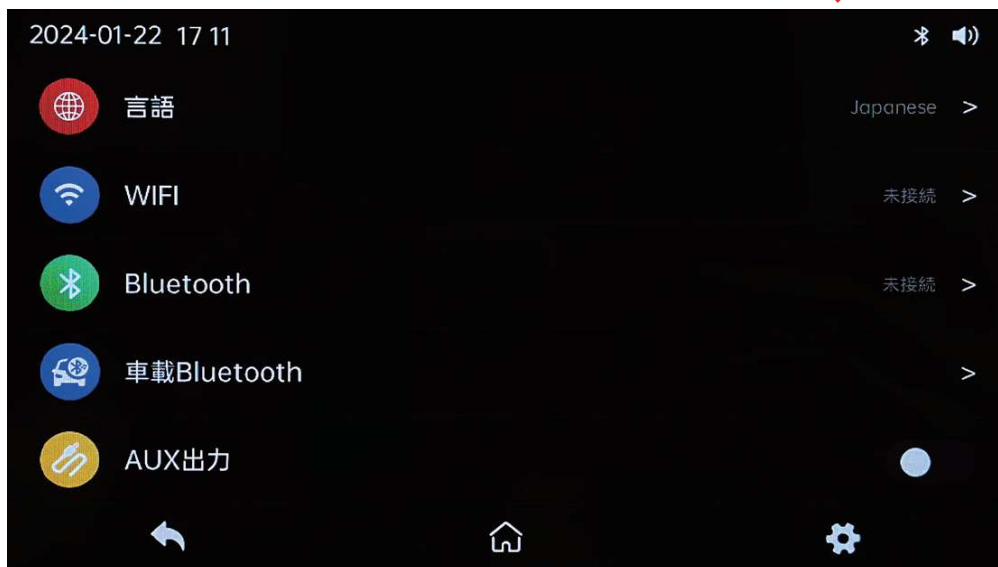 2024-01-22 17 11
言語 Japanese >
WIFI 未接続 >
Bluetooth 未接続 >
車載Bluetooth >
AUX出力